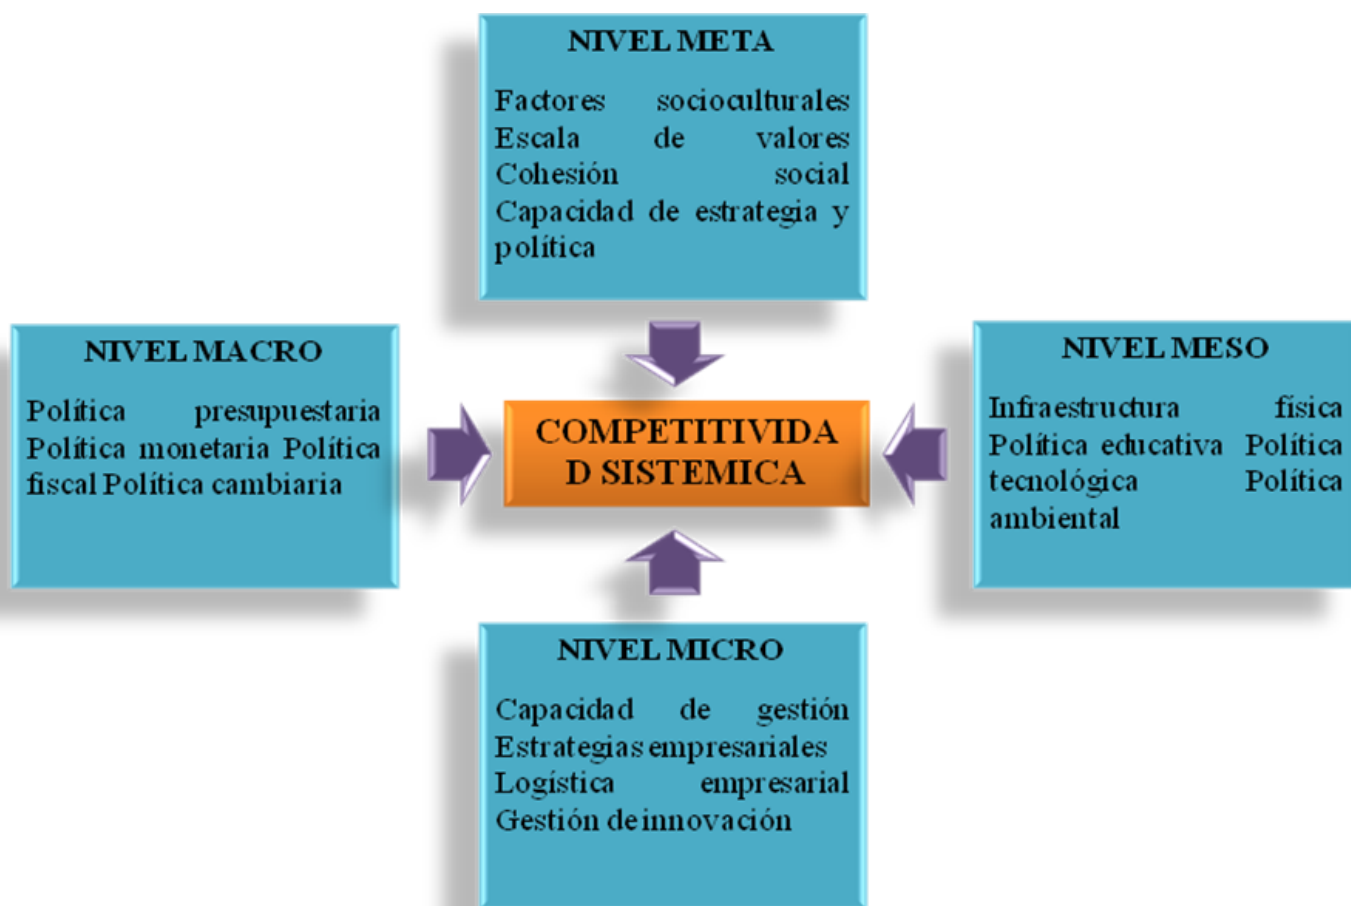 NIVEL META
Factores socioculturales
Escala de valores
Cohesión social
Capacidad de estrategia y
política
NIVEL MACRO
Política presupuestaria
Política monetaria Política
fiscal Política cambiaria
COMPETITIVIDA
D SISTEMICA
NIVEL MESO
Infraestructura física
Política educativa Política
tecnológica Política
ambiental
NIVEL MICRO
Capacidad de gestión
Estrategias empresariales
Logística empresarial
Gestión de innovación